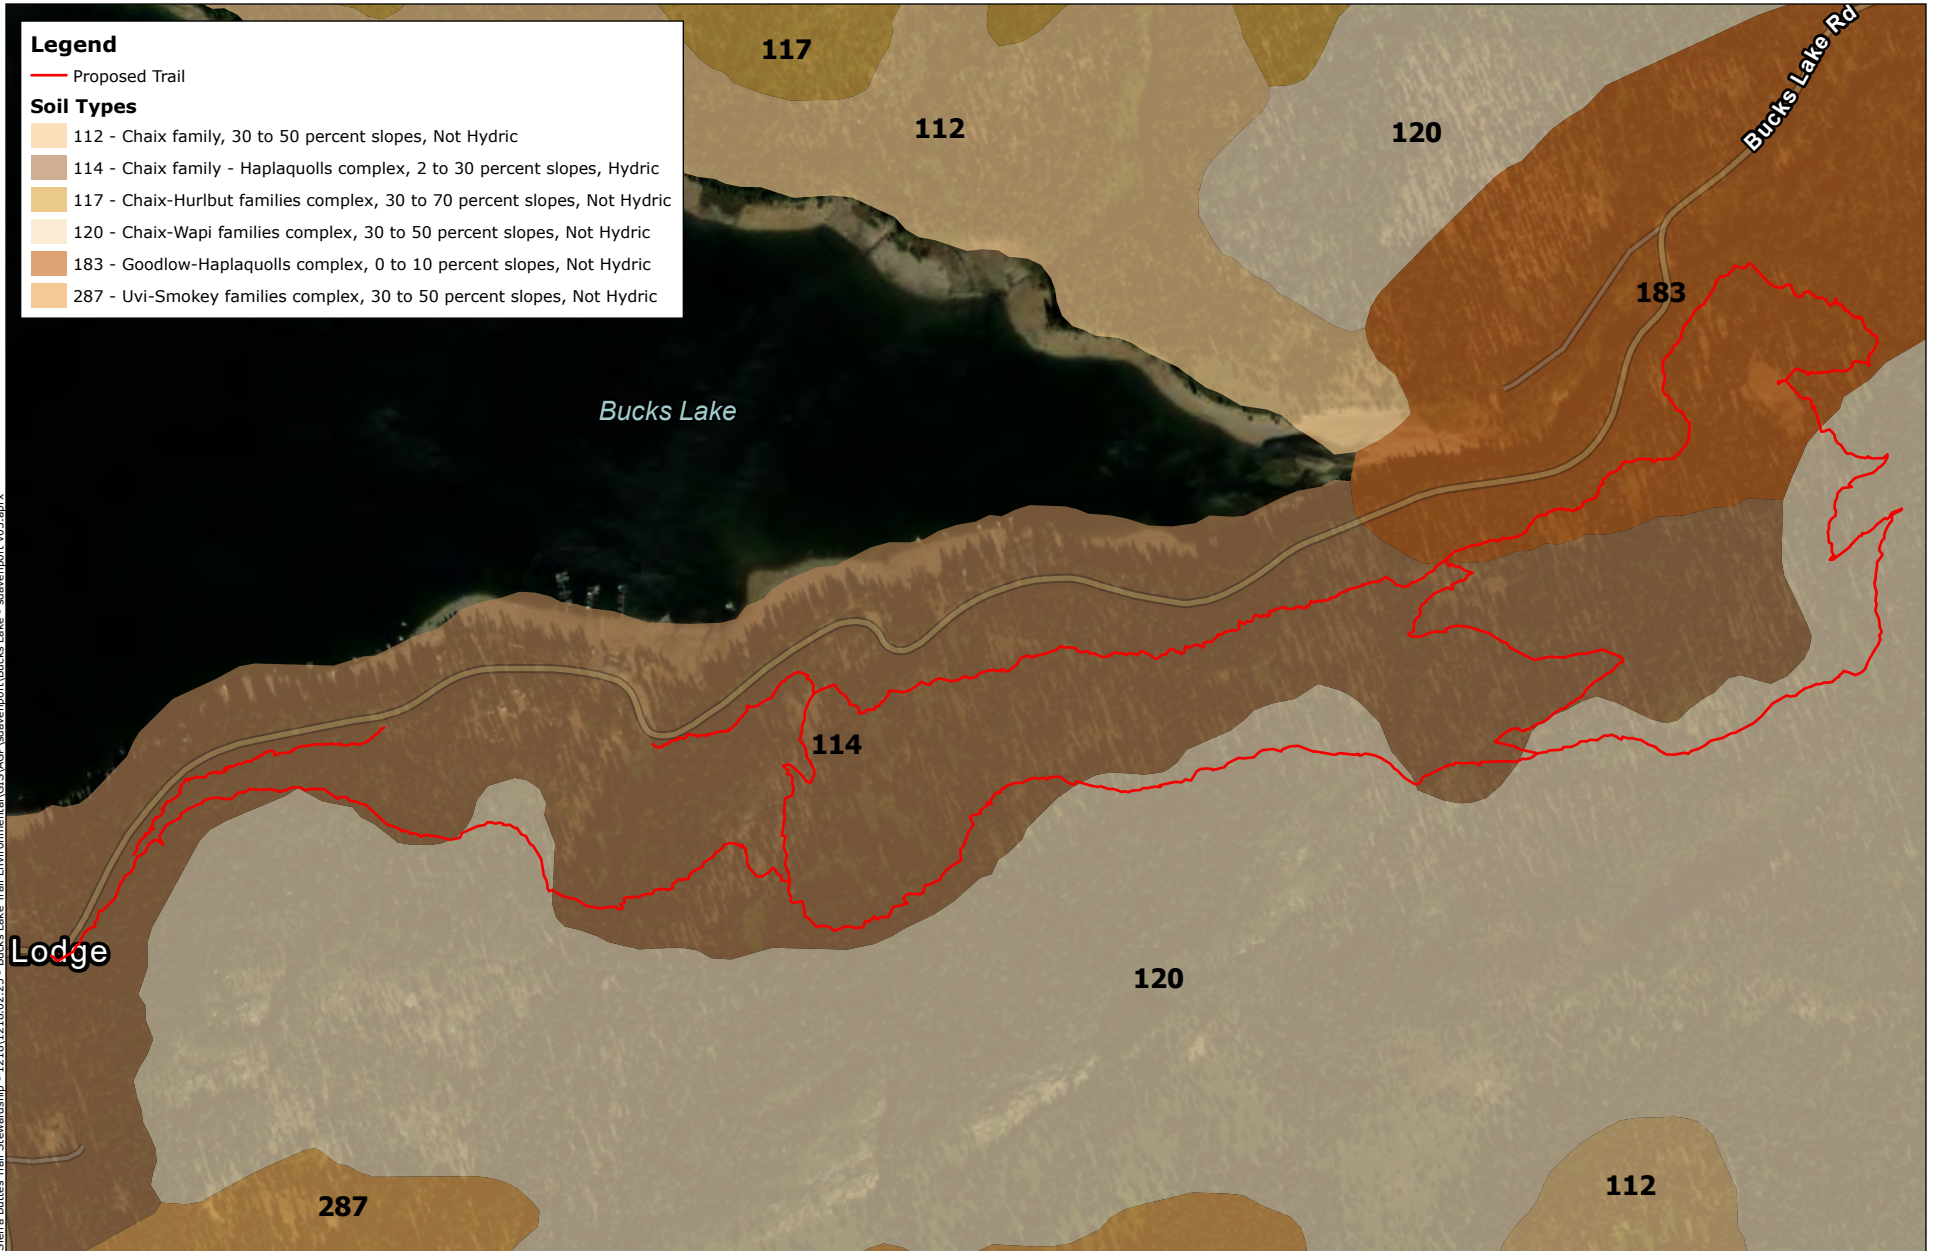 Legend
Proposed Trail
Soil Types
112 - Chaix family, 30 to 50 percent slopes, Not Hydric
114 - Chaix family - Haplaquolls complex, 2 to 30 percent slopes, Hydric
117 - Chaix-Hurlbut families complex, 30 to 70 percent slopes, Not Hydric
120 - Chaix-Wapi families complex, 30 to 50 percent slopes, Not Hydric
183 - Goodlow-Haplaquolls complex, 0 to 10 percent slopes, Not Hydric
287 - Uvi-Smokey families complex, 30 to 50 percent slopes, Not Hydric
117
112
120
Bucks Lake Rd
183
Bucks Lake
114
Lodge
120
287
112